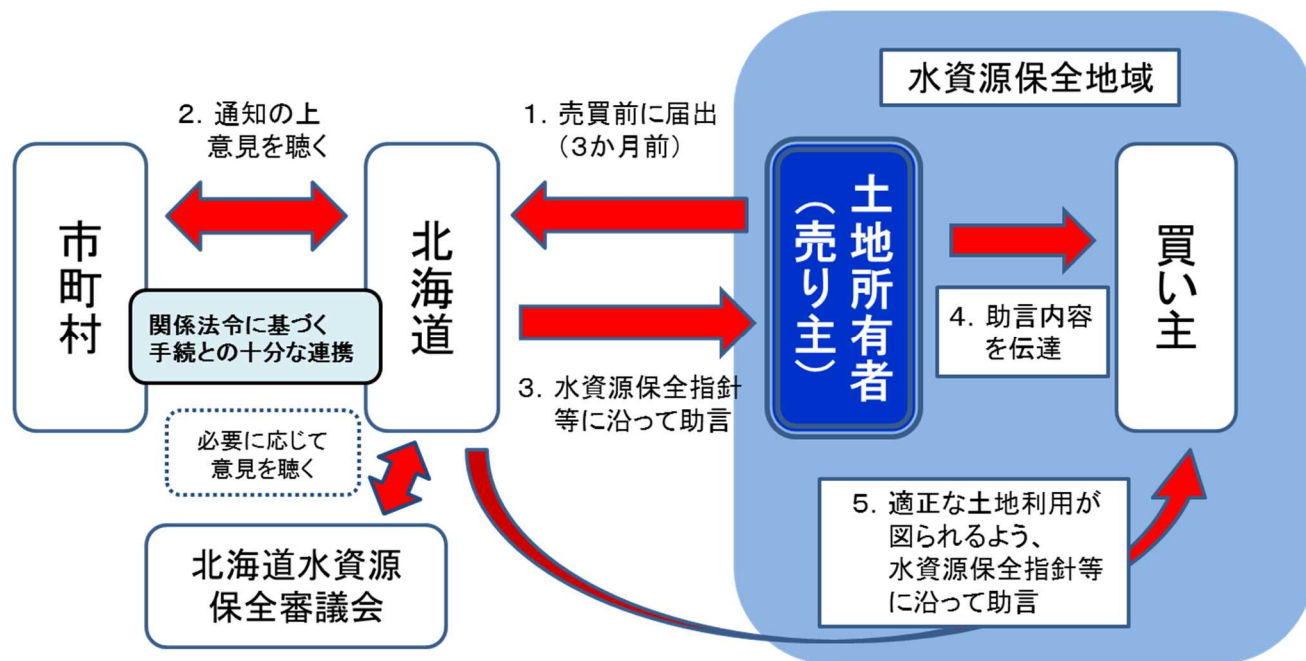 水資源保全地域
2．通知の上
意見を聴く
1．売買前に届出
（3か月前）
市町村
北海道
土地所有者
（売り主）
買い主
関係法令に基づく
手続との十分な連携
3．水資源保全指針
等に沿って助言
4．助言内容
を伝達
必要に応じて
意見を聴く
5．適正な土地利用が
図られるよう、
水資源保全指針等
に沿って助言
北海道水資源
保全審議会